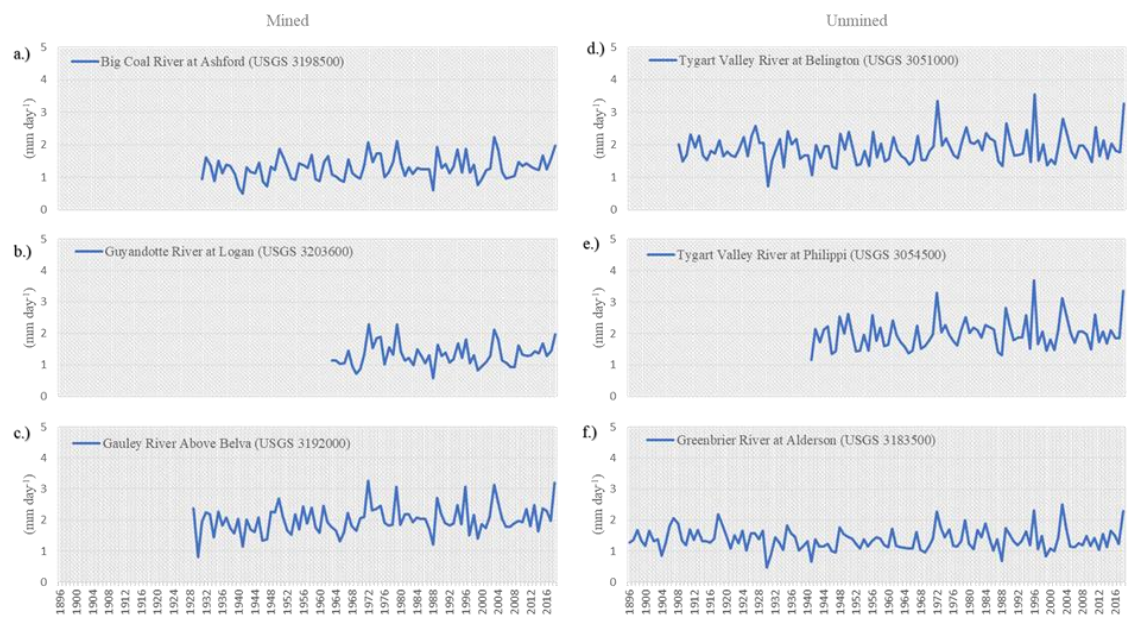 Mined
Unmined
a.)
5
4
3
2
1
0
(mm day-1)
Big Coal River at Ashford (USGS 3198500)
d.)
5
4
3
2
1
0
(mm day-1)
Tygart Valley River at Belington (USGS 3051000)
b.)
5
4
3
2
1
0
(mm day-1)
Guyandotte River at Logan (USGS 3203600)
e.)
5
4
3
2
1
0
(mm day-1)
Tygart Valley River at Philippi (USGS 3054500)
c.)
5
4
3
2
1
0
(mm day-1)
Gauley River Above Belva (USGS 3192000)
1896 1900 1904 1908 1912 1916 1920 1924 1928 1932 1936 1940 1944 1948 1952 1956 1960 1964 1968 1972 1976 1980 1984 1988 1992 1996 2000 2004 2008 2012 2016
f.)
5
4
3
2
1
0
(mm day-1)
Greenbrier River at Alderson (USGS 3183500)
1896 1900 1904 1908 1912 1916 1920 1924 1928 1932 1936 1940 1944 1948 1952 1956 1960 1964 1968 1972 1976 1980 1984 1988 1992 1996 2000 2004 2008 2012 2016